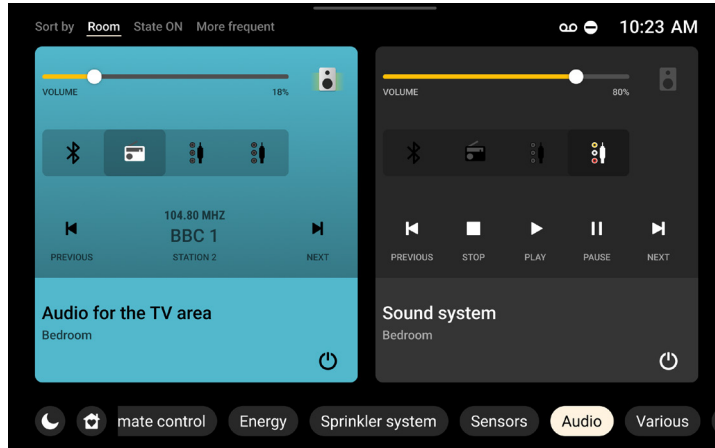 Sort by Room State ON More frequent
10:23 AM
VOLUME 18%
104.80 MHZ
BBC 1
PREVIOUS STATION 2 NEXT
Audio for the TV area
Bedroom
VOLUME 80%
PREVIOUS STOP PLAY PAUSE NEXT
Sound system
Bedroom
mate control Energy Sprinkler system Sensors Audio Various